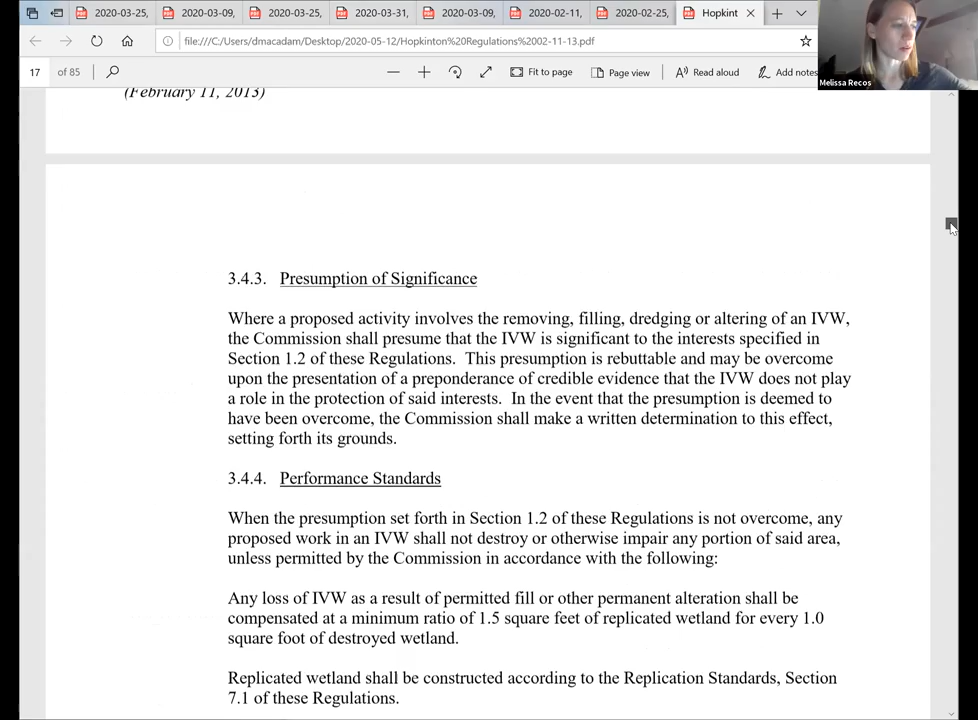 2020-03-25,
2020-03-09,
2020-03-25,
2020-03-31,
2020-03-09,
2020-02-11,
2020-02-25,
Hopkint
file:///C:/Users/dmacadam/Desktop/2020-05-12/Hopkinton%20Regulations%2002-11-13.pdf
17 of 85
Fit to page
Page view
Read aloud
Add notes
Melissa Recos
(February 11, 2013)
3.4.3. Presumption of Significance
Where a proposed activity involves the removing, filling, dredging or altering of an IVW,
the Commission shall presume that the IVW is significant to the interests specified in
Section 1.2 of these Regulations. This presumption is rebuttable and may be overcome
upon the presentation of a preponderance of credible evidence that the IVW does not play
a role in the protection of said interests. In the event that the presumption is deemed to
have been overcome, the Commission shall make a written determination to this effect,
setting forth its grounds.
3.4.4. Performance Standards
When the presumption set forth in Section 1.2 of these Regulations is not overcome, any
proposed work in an IVW shall not destroy or otherwise impair any portion of said area,
unless permitted by the Commission in accordance with the following:
Any loss of IVW as a result of permitted fill or other permanent alteration shall be
compensated at a minimum ratio of 1.5 square feet of replicated wetland for every 1.0
square foot of destroyed wetland.
Replicated wetland shall be constructed according to the Replication Standards, Section
7.1 of these Regulations.